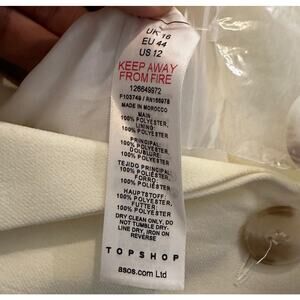 UK 16
EU 44
US 12
KEEP AWAY
FROM FIRE
126649972
F103749 / RN156978
MADE IN MOROCCO
MAIN:
100% POLYESTER,
LINING:
100% POLYESTER
PRINCIPAL:
100% POLYESTER,
DOUBLURE:
100% POLYESTER
TEJIDO PRINCIPAL:
100% POLIÉSTER,
FORRO:
100% POLIÉSTER
HAUPTSTOFF:
100% POLYESTER,
FUTTER:
100% POLYESTER
DRY CLEAN ONLY, DO
NOT TUMBLE DRY-
LINE DRY, IRON ON
REVERSE
TOPSHOP
asos.com Ltd